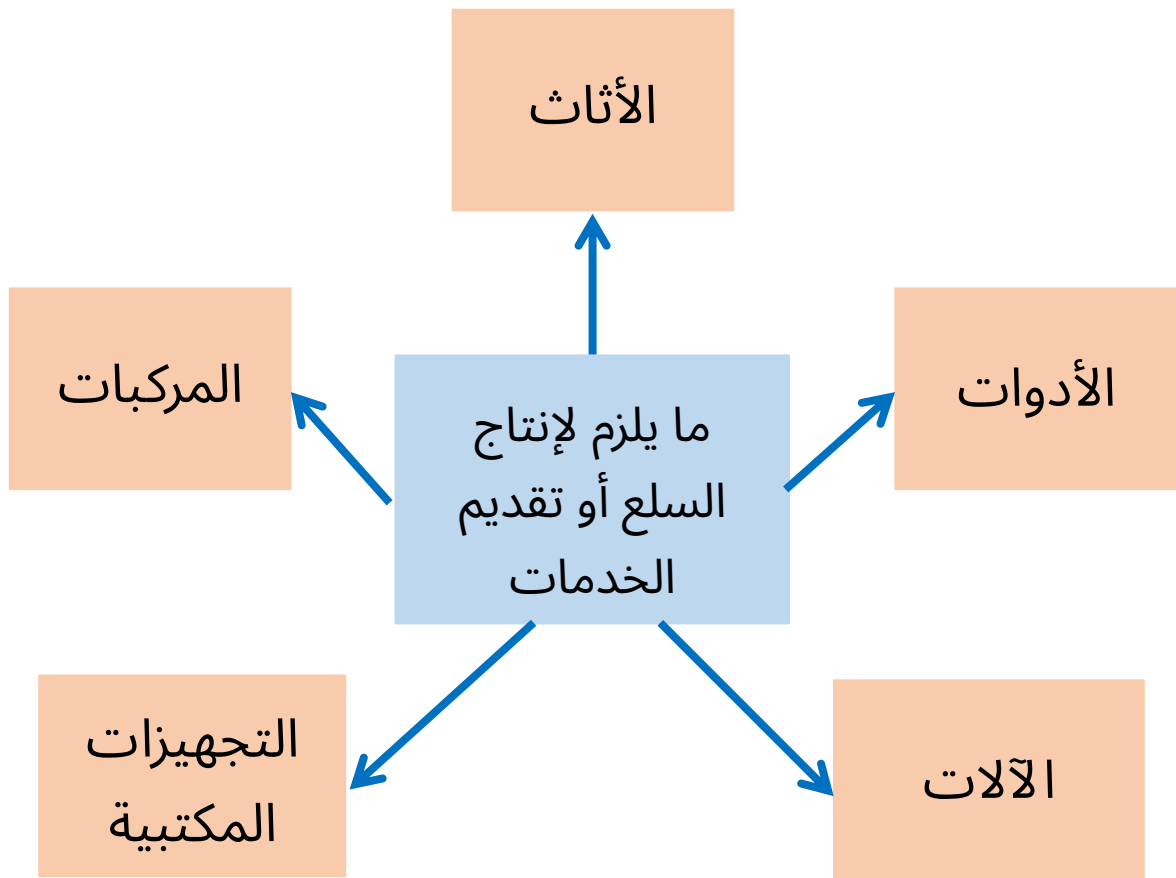 الأثاث
الأدوات
المركبات
ما يلزم لإنتاج
السلع أو تقديم
الخدمات
الآلات
التجهيزات
المكتبية